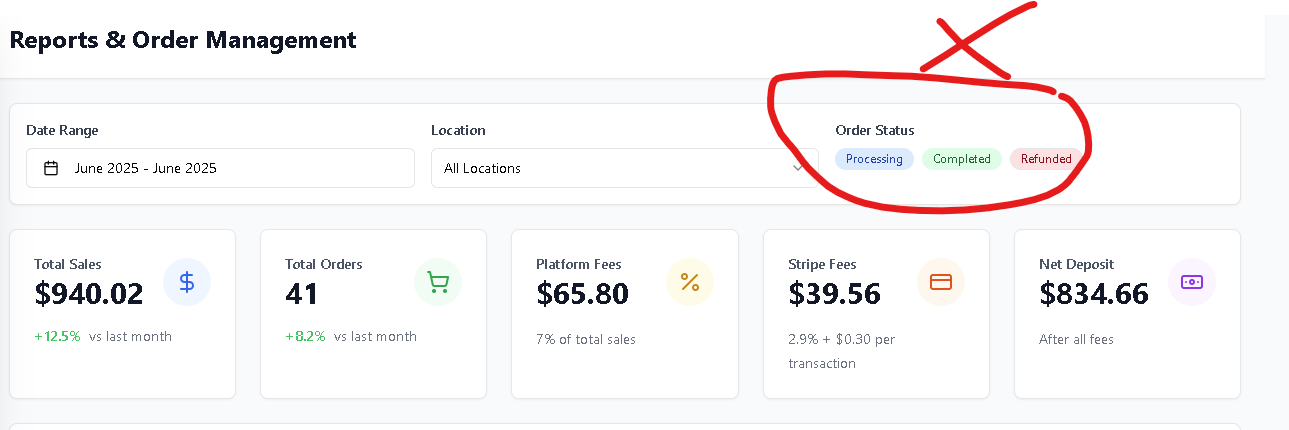 Reports & Order Management
Date Range
Location
Order Status
June 2025 - June 2025
All Locations
Processing
Completed
Refunded
Total Sales
$940.02
+12.5% vs last month
Total Orders
41
+8.2% vs last month
Platform Fees
$65.80
7% of total sales
Stripe Fees
$39.56
2.9% + $0.30 per
transaction
Net Deposit
$834.66
After all fees